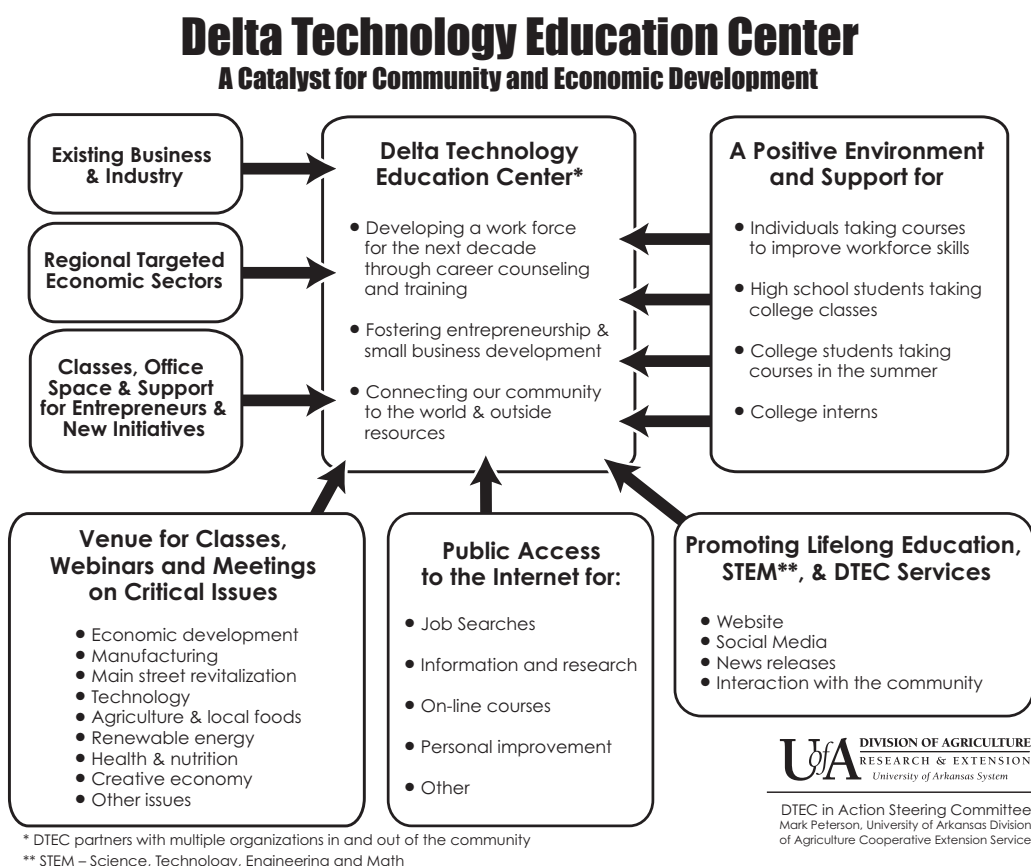 Delta Technology Education Center
A Catalyst for Community and Economic Development
Existing Business
& Industry
Regional Targeted
Economic Sectors
Classes, Office
Space & Support
for Entrepreneurs &
New Initiatives
Delta Technology
Education Center*
• Developing a work force
for the next decade
through career counseling
and training
• Fostering entrepreneurship &
small business development
• Connecting our community
to the world & outside
resources
A Positive Environment
and Support for
• Individuals taking courses
to improve workforce skills
• High school students taking
college classes
• College students taking
courses in the summer
• College interns
Venue for Classes,
Webinars and Meetings
on Critical Issues
• Economic development
• Manufacturing
• Main street revitalization
• Technology
• Agriculture & local foods
• Renewable energy
• Health & nutrition
• Creative economy
• Other issues
Public Access
to the Internet for:
• Job Searches
• Information and research
• On-line courses
• Personal improvement
• Other
Promoting Lifelong Education,
STEM**, & DTEC Services
• Website
• Social Media
• News releases
• Interaction with the community
UofA
DIVISION OF AGRICULTURE
RESEARCH & EXTENSION
University of Arkansas System
DTEC in Action Steering Committee
Mark Peterson, University of Arkansas Division
of Agriculture Cooperative Extension Service
* DTEC partners with multiple organizations in and out of the community
** STEM – Science, Technology, Engineering and Math